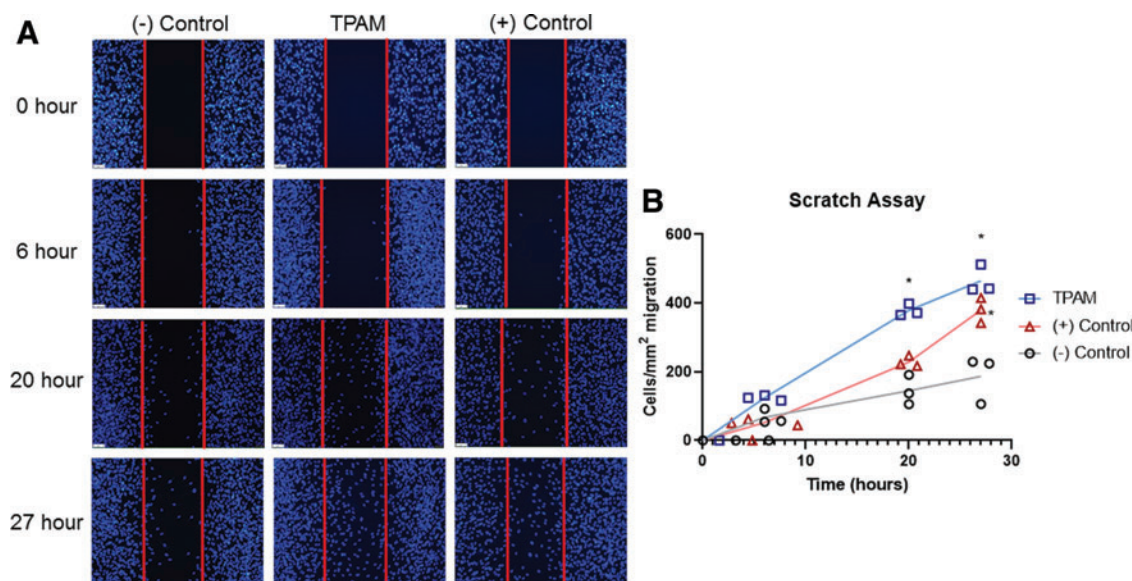 A
(-) Control TPAM (+) Control
0 hour
6 hour
20 hour
27 hour
B
Scratch Assay
Cells/mm² migration
600
400
200
0
0 10 20 30
Time (hours)
* * *
TPAM
(+) Control
(-) Control